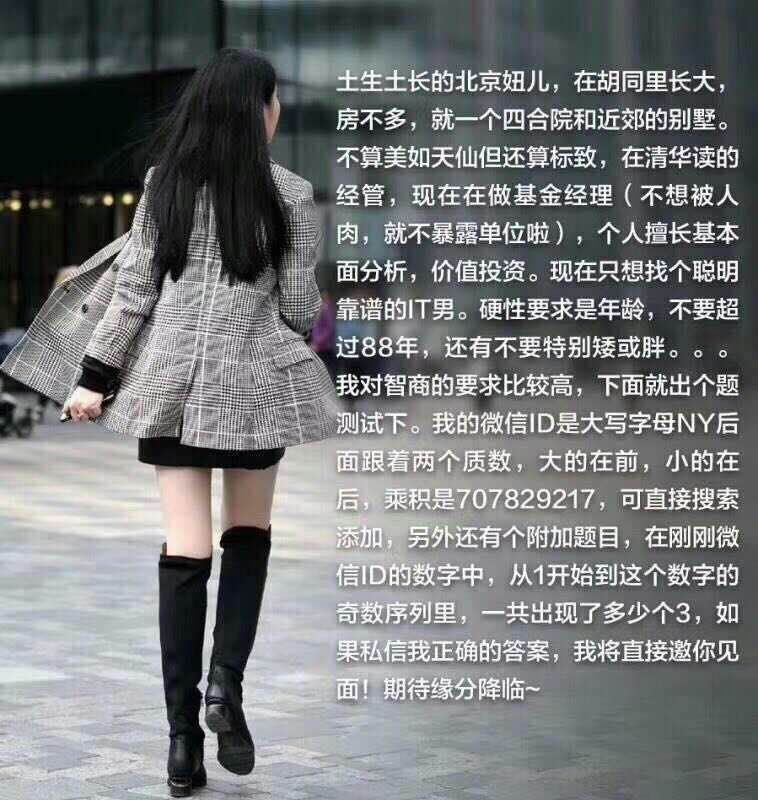 土生土长的北京妞儿，在胡同里长大，
房不多，就一个四合院和近郊的别墅。
不算美如天仙但还算标致，在清华读的
经管，现在在做基金经理（不想被人
肉，就不暴露单位啦），个人擅长基本
面分析，价值投资。现在只想找个聪明
靠谱的IT男。硬性要求是年龄，不要超
过88年，还有不要特别矮或胖。。。
我对智商的要求比较高，下面就出个题
测试下。我的微信ID是大写字母NY后
面跟着两个质数，大的在前，小的在
后，乘积是707829217，可直接搜索
添加，另外还有个附加题目，在刚刚微
信ID的数字中，从1开始到这个数字的
奇数序列里，一共出现了多少个3，如
果私信我正确的答案，我将直接邀你见
面！期待缘分降临~